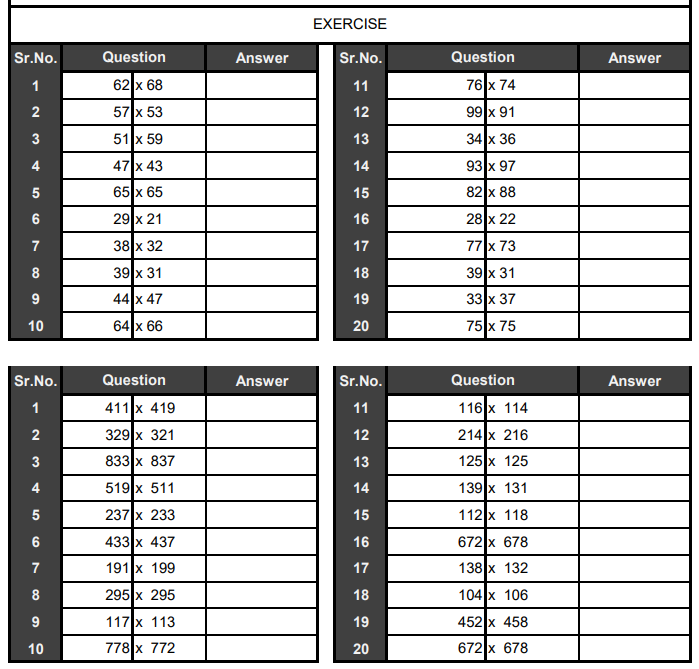 EXERCISE
Sr.No. Question Answer Sr.No. Question Answer
1 62 x 68 11 76 x 74
2 57 x 53 12 99 x 91
3 51 x 59 13 34 x 36
4 47 x 43 14 93 x 97
5 65 x 65 15 82 x 88
6 29 x 21 16 28 x 22
7 38 x 32 17 77 x 73
8 39 x 31 18 39 x 31
9 44 x 47 19 33 x 37
10 64 x 66 20 75 x 75
Sr.No. Question Answer Sr.No. Question Answer
1 411 x 419 11 116 x 114
2 329 x 321 12 214 x 216
3 833 x 837 13 125 x 125
4 519 x 511 14 139 x 131
5 237 x 233 15 112 x 118
6 433 x 437 16 672 x 678
7 191 x 199 17 138 x 132
8 295 x 295 18 104 x 106
9 117 x 113 19 452 x 458
10 778 x 772 20 672 x 678